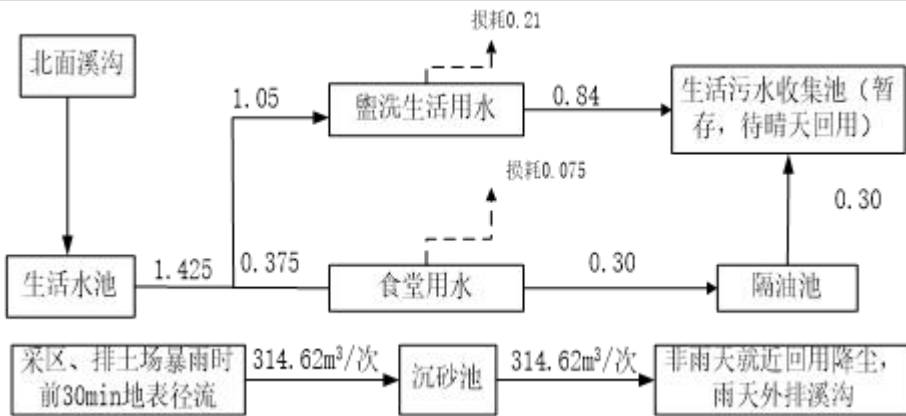 损耗0.21
北面溪沟
1.05
盥洗生活用水
0.84
生活污水收集池（暂
存，待晴天回用）
损耗0.075
0.30
生活水池
1.425
0.375
食堂用水
0.30
隔油池
采区、排土场暴雨时
前30min地表径流
314.62m³/次
沉砂池
314.62m³/次
非雨天就近回用降尘，
雨天外排溪沟